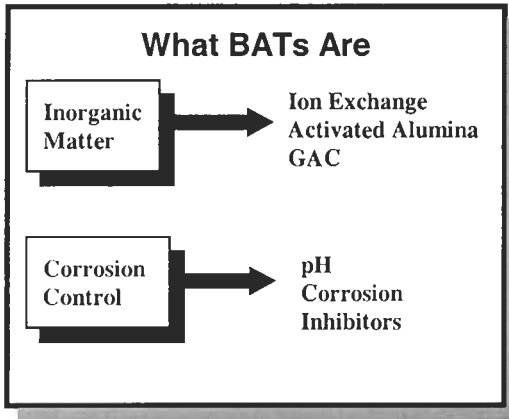 What BATs Are
Inorganic
Matter
Ion Exchange
Activated Alumina
GAC
Corrosion
Control
pH
Corrosion
Inhibitors